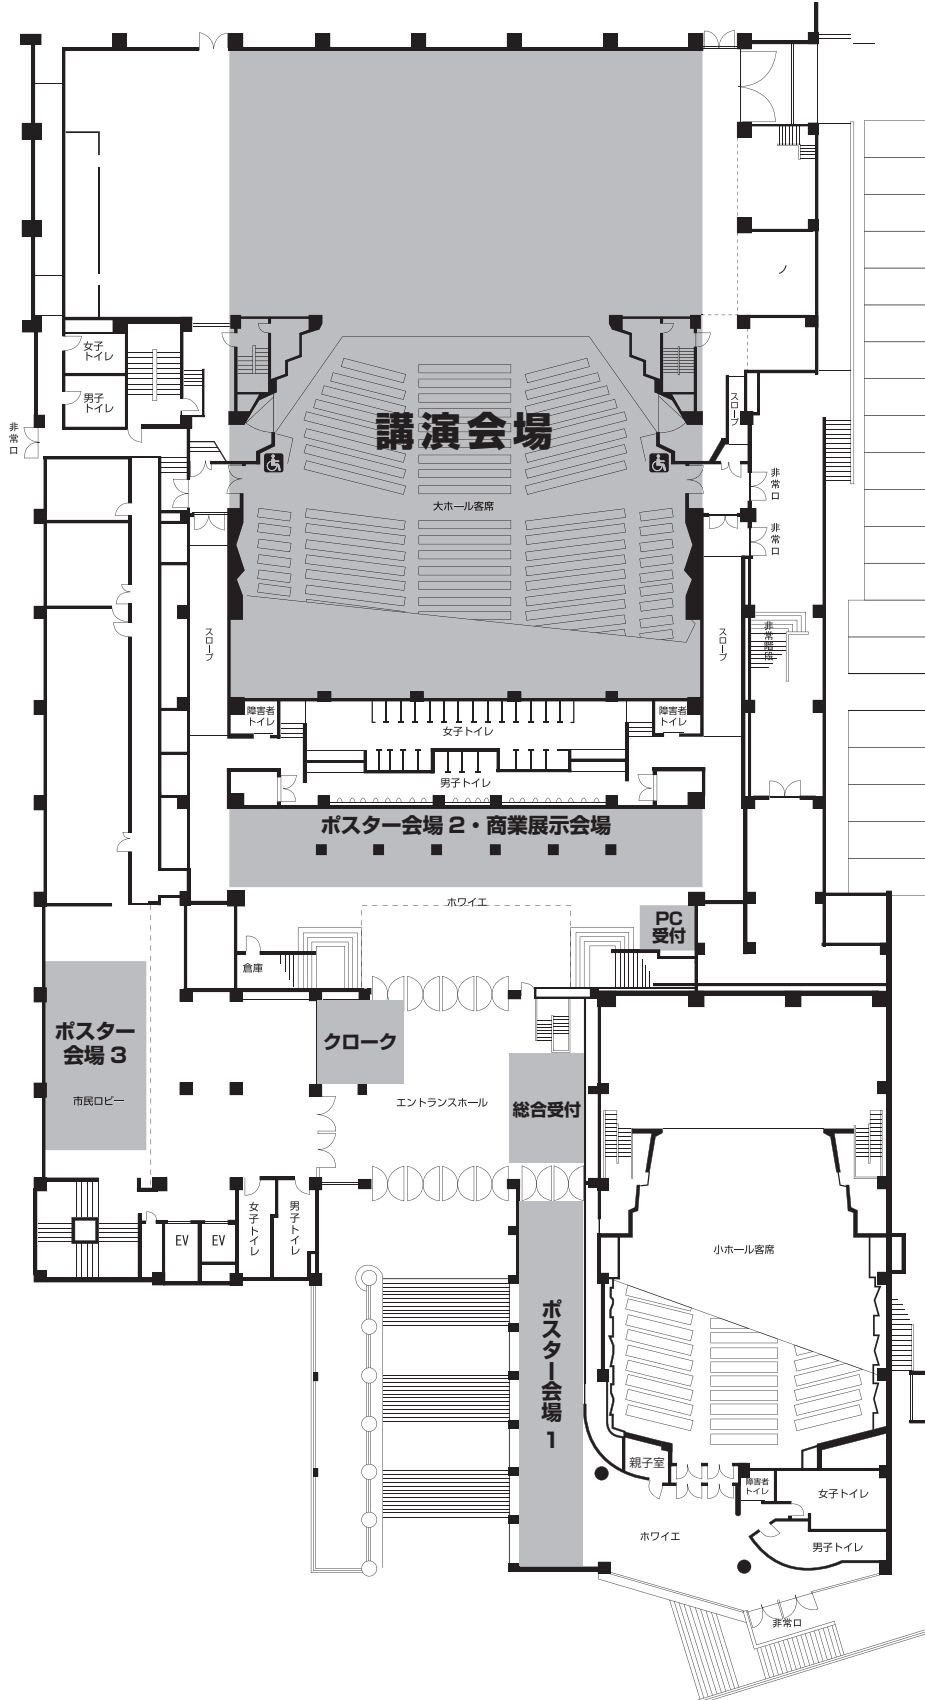 ノ
女子
トイレ
男子
トイレ
スロープ
非常口
講演会場
非常口
大ホール客席
非常口
スロープ
スロープ
非常階段
障害者
トイレ
障害者
トイレ
女子トイレ
男子トイレ
ポスター会場2・商業展示会場
ホワイエ
PC
受付
倉庫
ポスター
会場3
クローク
市民ロビー
エントランスホール
総合受付
女子トイレ
男子トイレ
EV
EV
小ホール客席
ポスター会場1
親子室
障害者
トイレ
女子トイレ
ホワイエ
男子トイレ
非常口